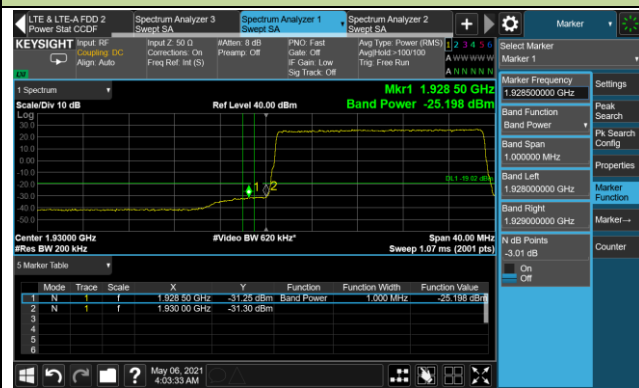 LTE & LTE-A FDD 2
Power Stat CCDF
Spectrum Analyzer 3
Swept SA
Spectrum Analyzer 1
Swept SA
Spectrum Analyzer 2
Swept SA
Marker
KEYSIGHT
Input: RF
Coupling: DC
Align: Auto
Input Z: 50 Ω
Corrections: On
Freq Ref: Int (S)
#Atten: 8 dB
Preamp: Off
PNO: Fast
Gate: Off
IF Gain: Low
Sig Track: Off
Avg Type: Power (RMS)
Avg|Hold:>100/100
Trig: Free Run
1 2 3 4 5 6
A W W W W W
A N N N N N
LXI
1 Spectrum
Scale/Div 10 dB
Log
Ref Level 40.00 dBm
Mkr1 1.928 50 GHz
Band Power -25.198 dBm
30.0
20.0
10.0
0.00
-10.0
-20.0
-30.0
-40.0
-50.0
1
2
DL1 -19.52 dBm
Center 1.93000 GHz
#Res BW 200 kHz
#Video BW 620 kHz*
Span 40.00 MHz
Sweep 1.07 ms (2001 pts)
5 Marker Table
Mode Trace Scale X Y Function Function Width Function Value
1 N 1 f 1.928 50 GHz -31.25 dBm Band Power 1.000 MHz -25.198 dBm
2 N 1 f 1.930 00 GHz -31.30 dBm
3
4
5
6
Select Marker
Marker 1
Marker Frequency
1.928500000 GHz
Band Function
Band Power
Band Span
1.000000 MHz
Band Left
1.928000000 GHz
Band Right
1.929000000 GHz
N dB Points
-3.01 dB
On
Off
Settings
Peak
Search
Pk Search
Config
Properties
Marker
Function
Marker→
Counter
?
May 06, 2021
4:03:33 AM